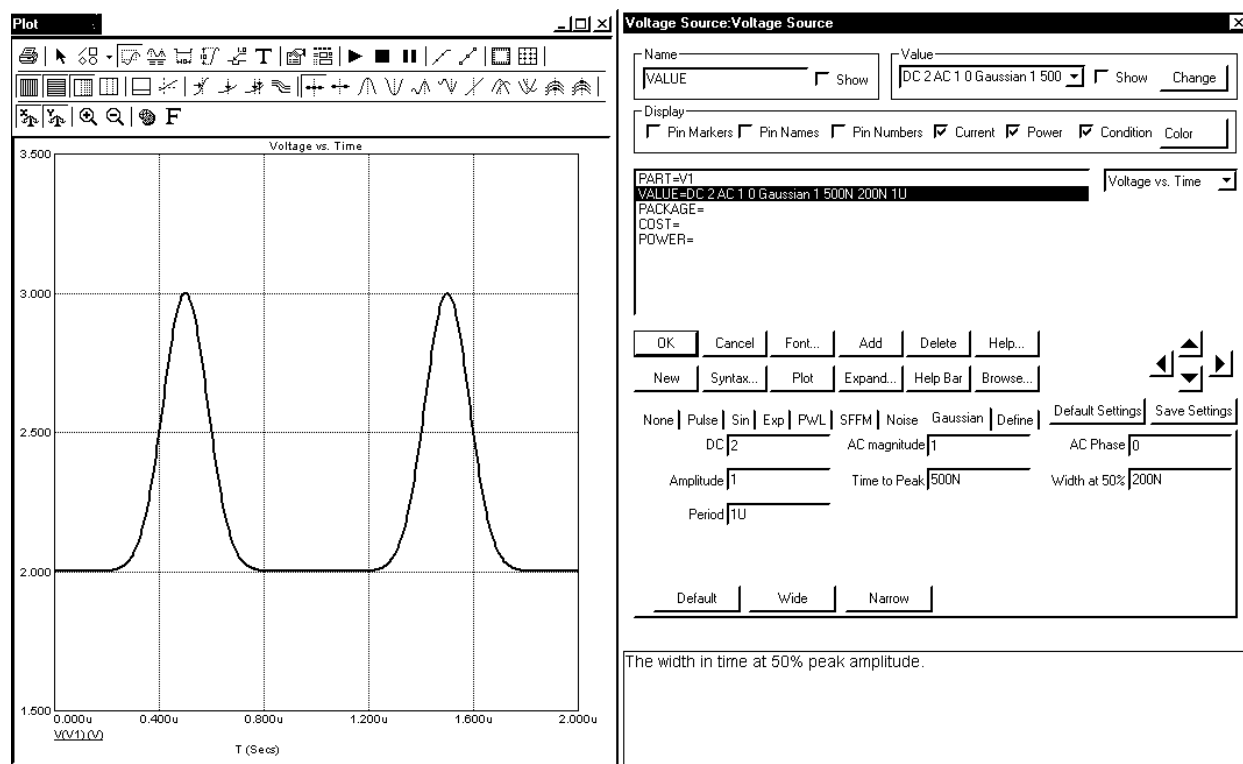 Plot
T
F
Voltage vs. Time
3.500
3.000
2.500
2.000
1.500
0.000u 0.400u 0.800u 1.200u 1.600u 2.000u
V(V1) (V)
T (Secs)
Voltage Source:Voltage Source
Name
VALUE
Show
Value
DC 2 AC 1 0 Gaussian 1 500
Show
Change
Display
Pin Markers Pin Names Pin Numbers Current Power Condition Color
PART=V1
VALUE=DC 2 AC 1 0 Gaussian 1 500N 200N 1U
PACKAGE=
COST=
POWER=
Voltage vs. Time
OK Cancel Font... Add Delete Help...
New Syntax... Plot Expand... Help Bar Browse...
None Pulse Sin Exp PWL SFFM Noise Gaussian Define Default Settings Save Settings
DC 2 AC magnitude 1 AC Phase 0
Amplitude 1 Time to Peak 500N Width at 50% 200N
Period 1U
Default Wide Narrow
The width in time at 50% peak amplitude.